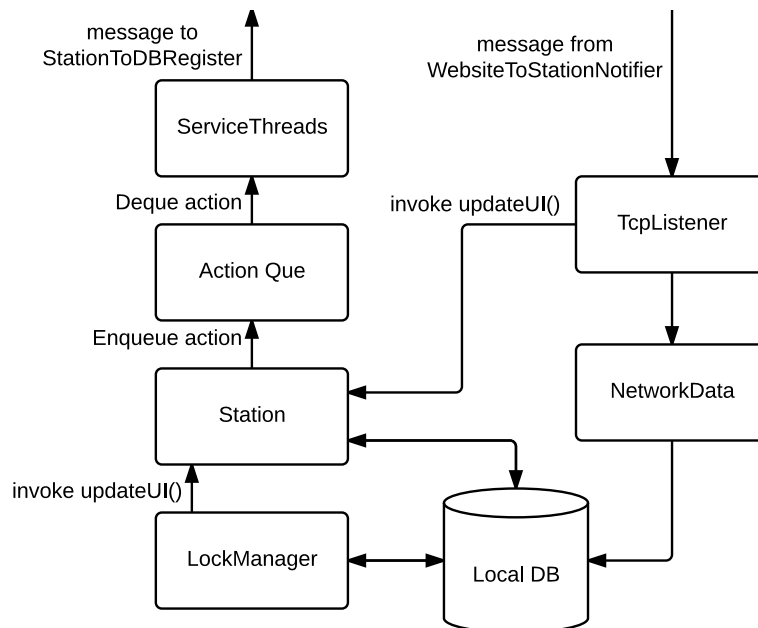 message to
StationToDBRegister
message from
WebsiteToStationNotifier
ServiceThreads
Deque action
invoke updateUI()
TcpListener
Action Que
Enqueue action
Station
NetworkData
invoke updateUI()
LockManager
Local DB